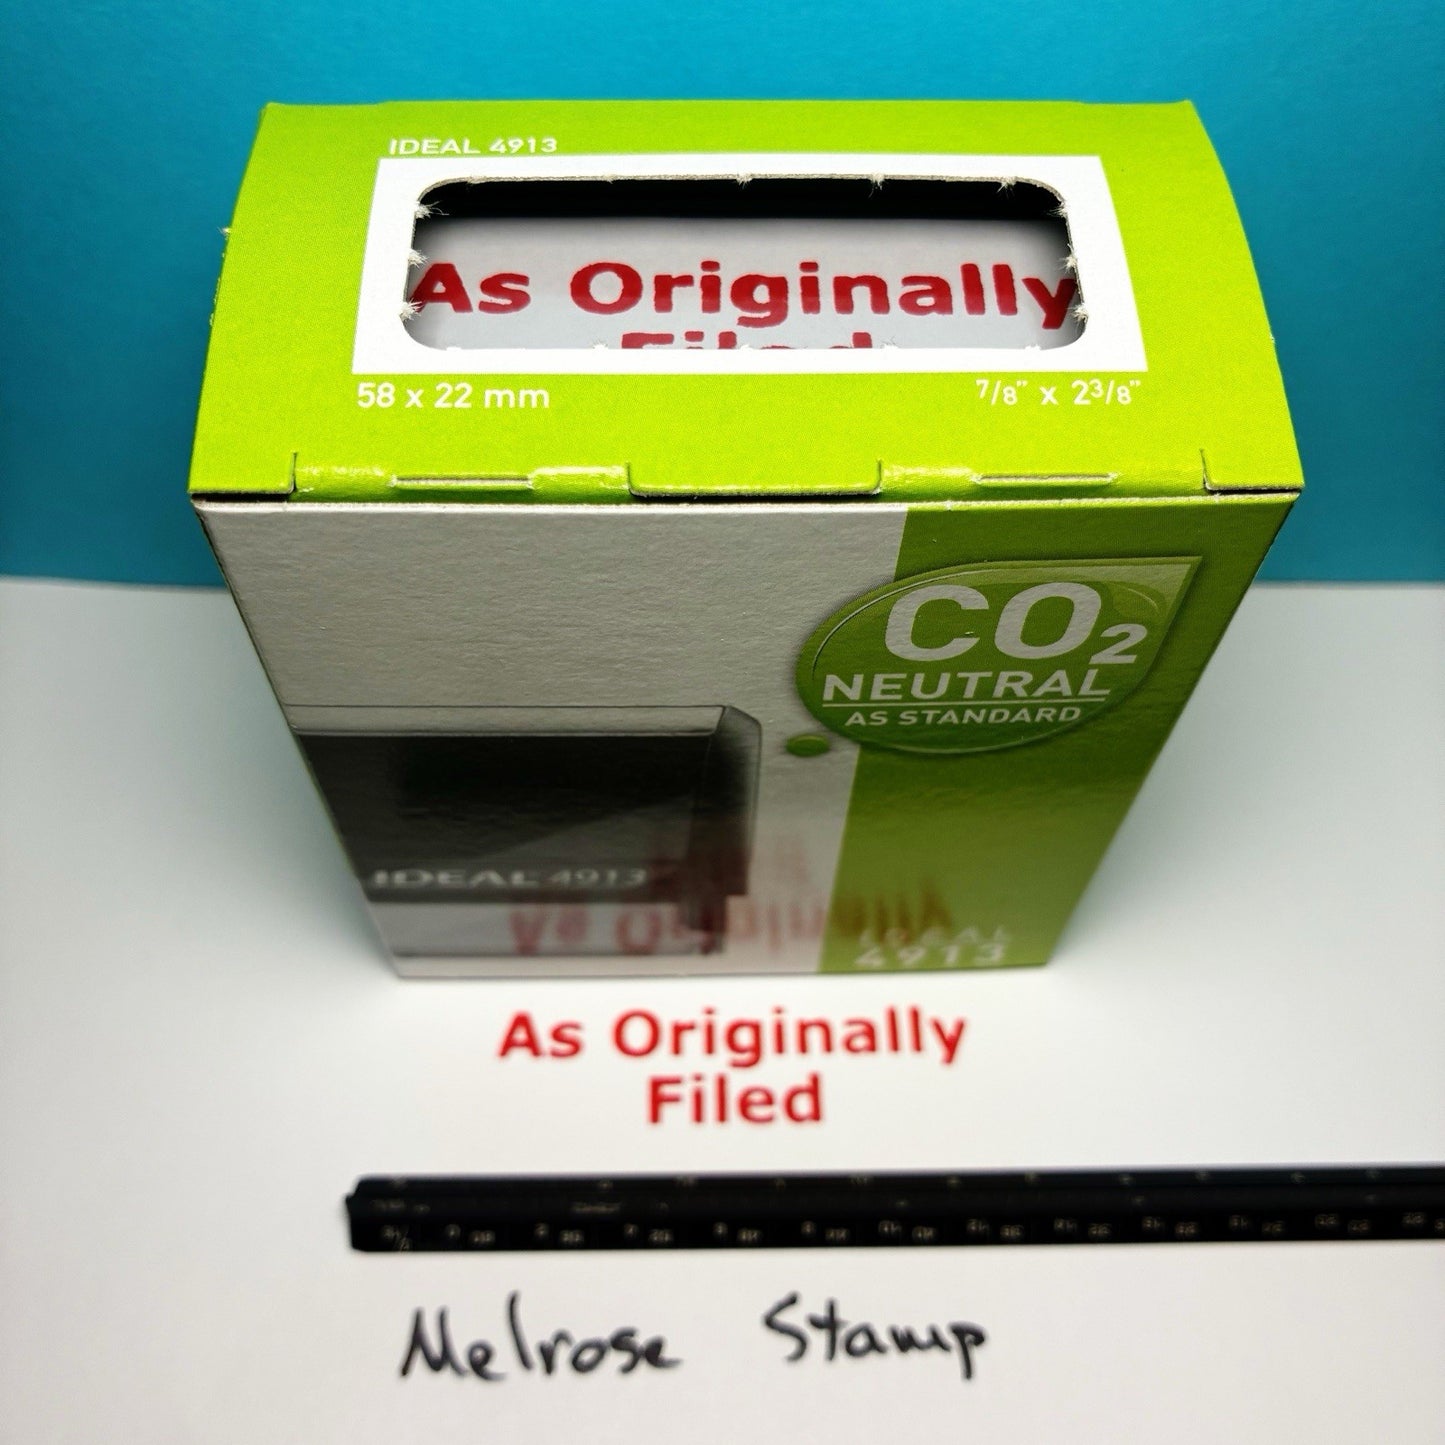 IDEAL 4913
As Originally
Filed
58 x 22 mm
7/8" x 2 3/8"
CO2
NEUTRAL
AS STANDARD
IDEAL 4913
IDEAL
4913
As Originally
Filed
Melrose Stamp